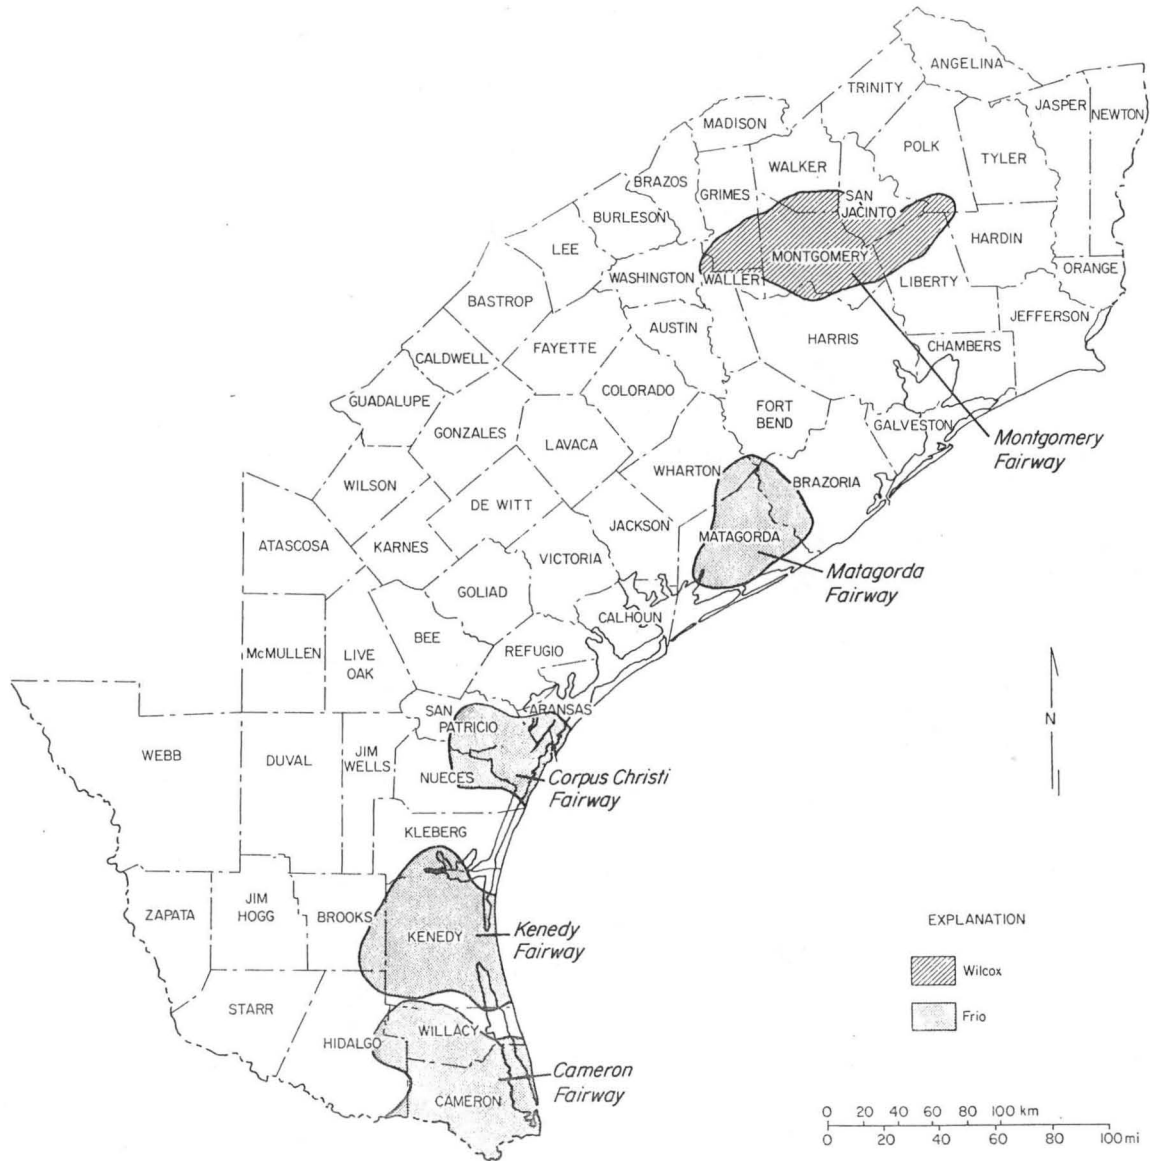 ANGELINA
TRINITY
JASPER
NEWTON
MADISON
POLK
TYLER
WALKER
BRAZOS
GRIMES
SAN
JACINTO
BURLESON
HARDIN
LEE
MONTGOMERY
ORANGE
WASHINGTON
WALLER
LIBERTY
BASTROP
JEFFERSON
AUSTIN
HARRIS
CHAMBERS
FAYETTE
CALDWELL
COLORADO
GUADALUPE
FORT
BEND
GALVESTON
GONZALES
LAVACA
Montgomery
Fairway
WHARTON
BRAZORIA
WILSON
DE WITT
JACKSON
MATAGORDA
ATASCOSA
KARNES
VICTORIA
Matagorda
Fairway
GOLIAD
CALHOUN
BEE
McMULLEN
LIVE
OAK
REFUGIO
N
SAN
PATRICIO
ARANSAS
WEBB
DUVAL
JIM
WELLS
NUECES
Corpus Christi
Fairway
KLEBERG
ZAPATA
JIM
HOGG
BROOKS
KENEDY
Kenedy
Fairway
EXPLANATION
Wilcox
Frio
STARR
HIDALGO
WILLACY
CAMERON
Cameron
Fairway
0 20 40 60 80 100 km
0 20 40 60 80 100 mi